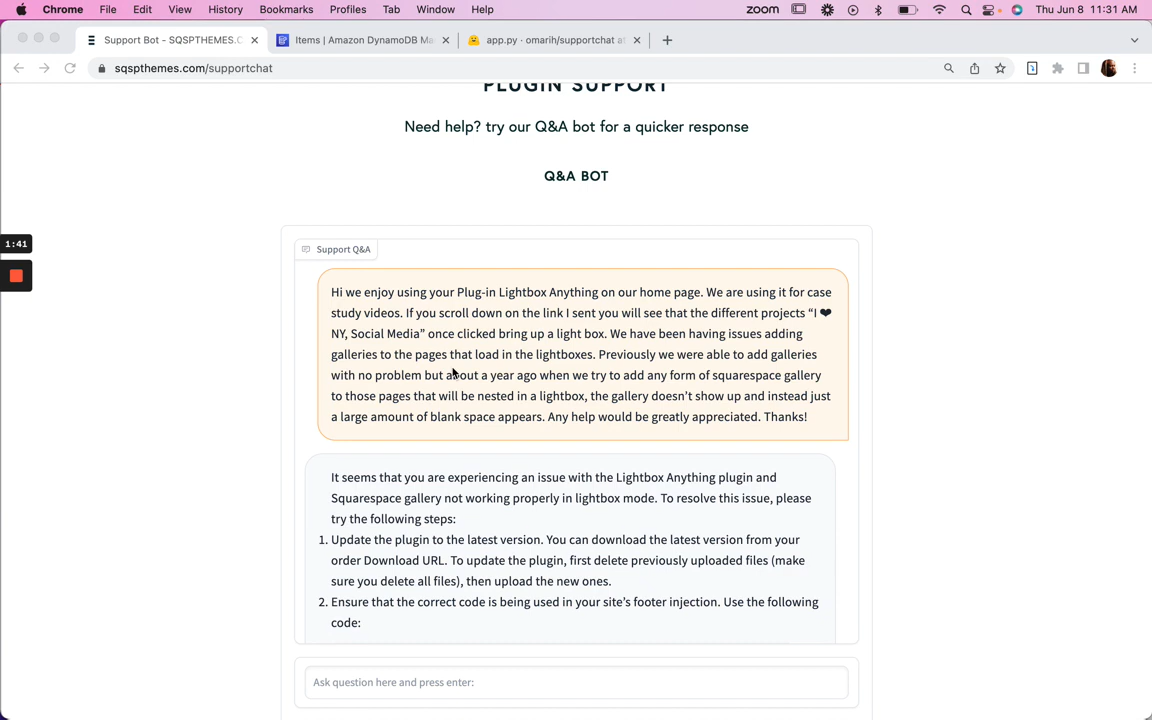 Chrome File Edit View History Bookmarks Profiles Tab Window Help zoom Thu Jun 8 11:31 AM
Support Bot - SQSPTHEMES.C Items | Amazon DynamoDB Ma app.py · omarih/supportchat at
sqspthemes.com/supportchat
PLUGIN SUPPORT
Need help? try our Q&A bot for a quicker response
Q&A BOT
1:41
Support Q&A
Hi we enjoy using your Plug-in Lightbox Anything on our home page. We are using it for case
study videos. If you scroll down on the link I sent you will see that the different projects “I ❤
NY, Social Media” once clicked bring up a light box. We have been having issues adding
galleries to the pages that load in the lightboxes. Previously we were able to add galleries
with no problem but about a year ago when we try to add any form of squarespace gallery
to those pages that will be nested in a lightbox, the gallery doesn’t show up and instead just
a large amount of blank space appears. Any help would be greatly appreciated. Thanks!
It seems that you are experiencing an issue with the Lightbox Anything plugin and
Squarespace gallery not working properly in lightbox mode. To resolve this issue, please
try the following steps:
1. Update the plugin to the latest version. You can download the latest version from your
order Download URL. To update the plugin, first delete previously uploaded files (make
sure you delete all files), then upload the new ones.
2. Ensure that the correct code is being used in your site’s footer injection. Use the following
code:
Ask question here and press enter: